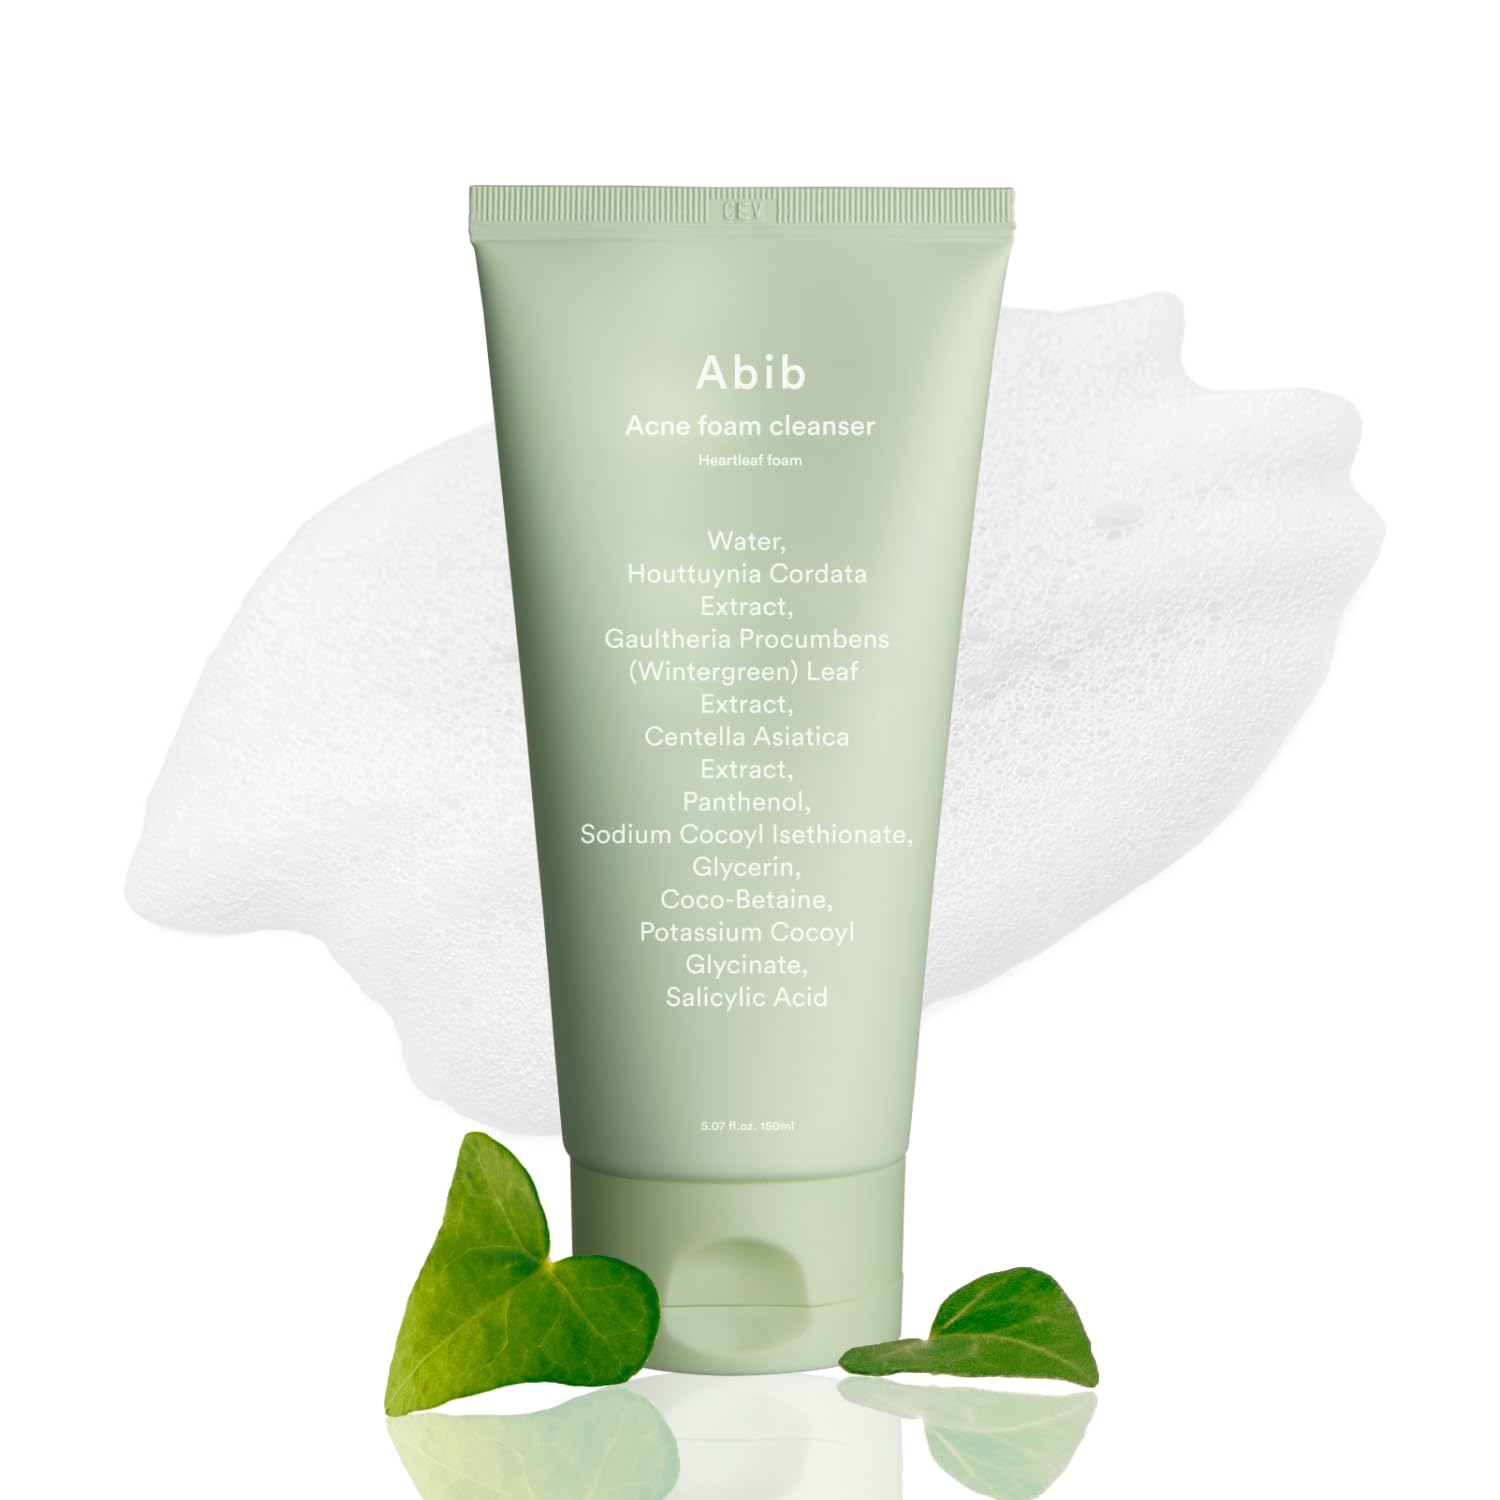 CEV
Abib
Acne foam cleanser
Heartleaf foam
Water,
Houttuynia Cordata
Extract,
Gaultheria Procumbens
(Wintergreen) Leaf
Extract,
Centella Asiatica
Extract,
Panthenol,
Sodium Cocoyl Isethionate,
Glycerin,
Coco-Betaine,
Potassium Cocoyl
Glycinate,
Salicylic Acid
5.07 fl.oz. 150ml